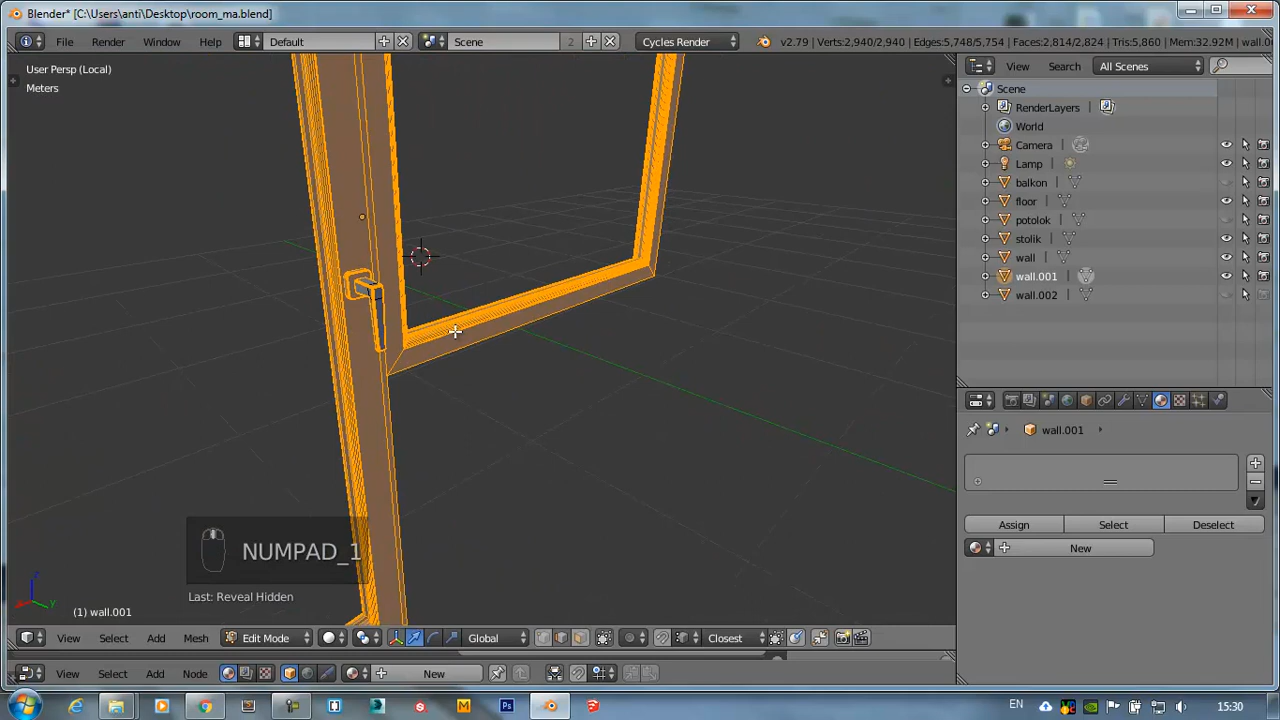 Blender* [C:\Users\anti\Desktop\room_ma.blend]
File Render Window Help Default Scene 2 Cycles Render v2.79 | Verts:2,940/2,940 | Edges:5,748/5,754 | Faces:2,814/2,824 | Tris:5,860 | Mem:32.92M | wall.0
User Persp (Local)
Meters
View Search All Scenes
Scene
RenderLayers
World
Camera
Lamp
balkon
floor
potolok
stolik
wall
wall.001
wall.002
wall.001
Assign Select Deselect
New
NUMPAD_1
Last: Reveal Hidden
(1) wall.001
View Select Add Mesh Edit Mode Global Closest
View Select Add Node New
EN 15:30